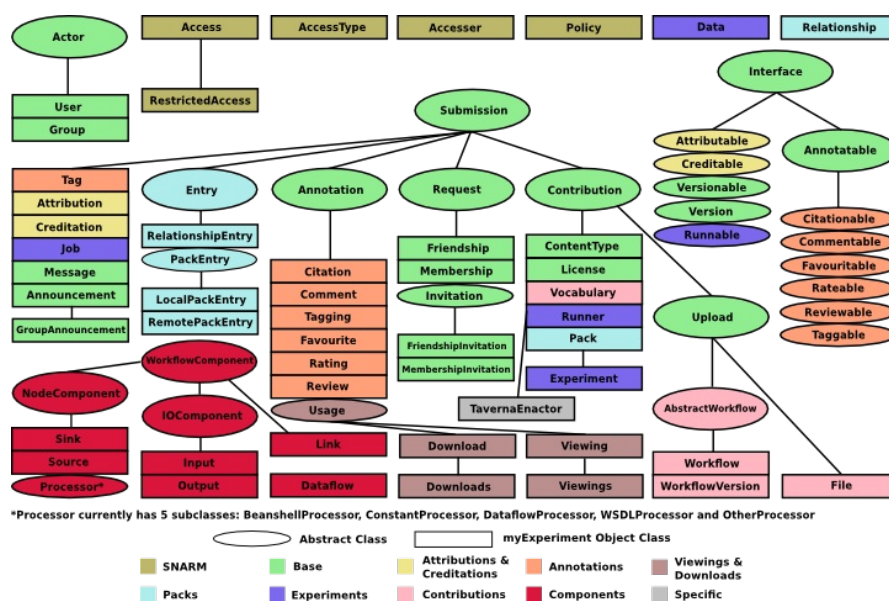 Actor
Access
AccessType
Accesser
Policy
Data
Relationship
RestrictedAccess
Interface
User
Group
Submission
Attributable
Creditable
Versionable
Version
Runnable
Annotatable
Tag
Attribution
Creditation
Job
Message
Announcement
GroupAnnouncement
Entry
RelationshipEntry
PackEntry
LocalPackEntry
RemotePackEntry
Annotation
Citation
Comment
Tagging
Favourite
Rating
Review
Usage
Request
Friendship
Membership
Invitation
FriendshipInvitation
MembershipInvitation
Contribution
ContentType
License
Vocabulary
Runner
Pack
Experiment
TavernaEnactor
Citationable
Commentable
Favouritable
Rateable
Reviewable
Taggable
Upload
AbstractWorkflow
Workflow
WorkflowVersion
File
WorkflowComponent
NodeComponent
IOComponent
Sink
Source
Processor*
Input
Output
Link
Dataflow
Download
Downloads
Viewing
Viewings
*Processor currently has 5 subclasses: BeanshellProcessor, ConstantProcessor, DataflowProcessor, WSDLProcessor and OtherProcessor
Abstract Class
myExperiment Object Class
SNARM
Base
Attributions &
Creditations
Annotations
Viewings &
Downloads
Packs
Experiments
Contributions
Components
Specific